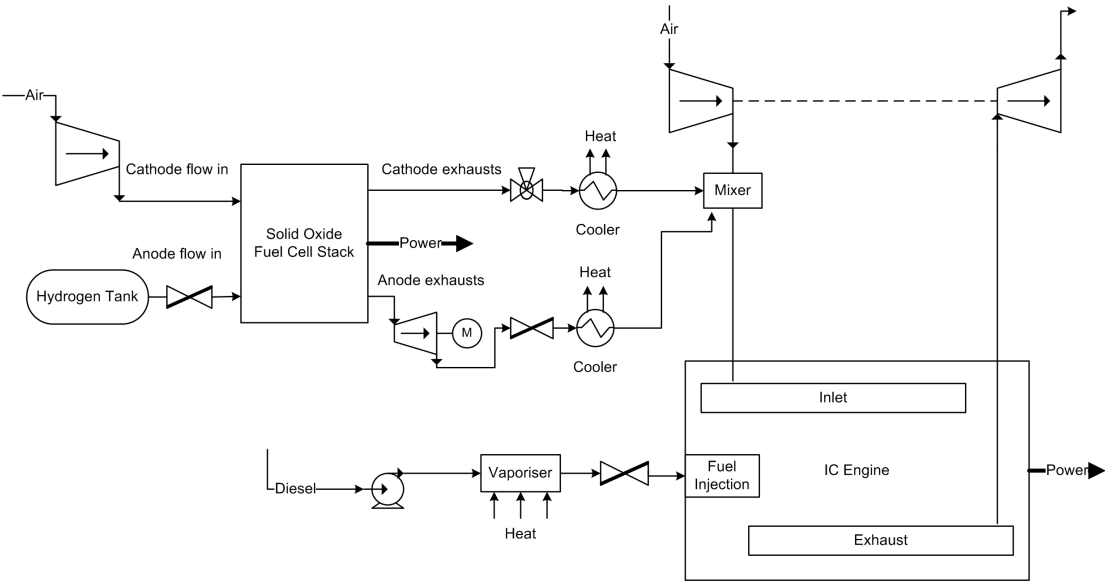 Air
Air
Heat
Cathode flow in
Cathode exhausts
Mixer
Cooler
Solid Oxide
Fuel Cell Stack
Power
Anode flow in
Anode exhausts
Heat
Hydrogen Tank
M
Cooler
Inlet
Diesel
Vaporiser
Heat
Fuel
Injection
IC Engine
Power
Exhaust